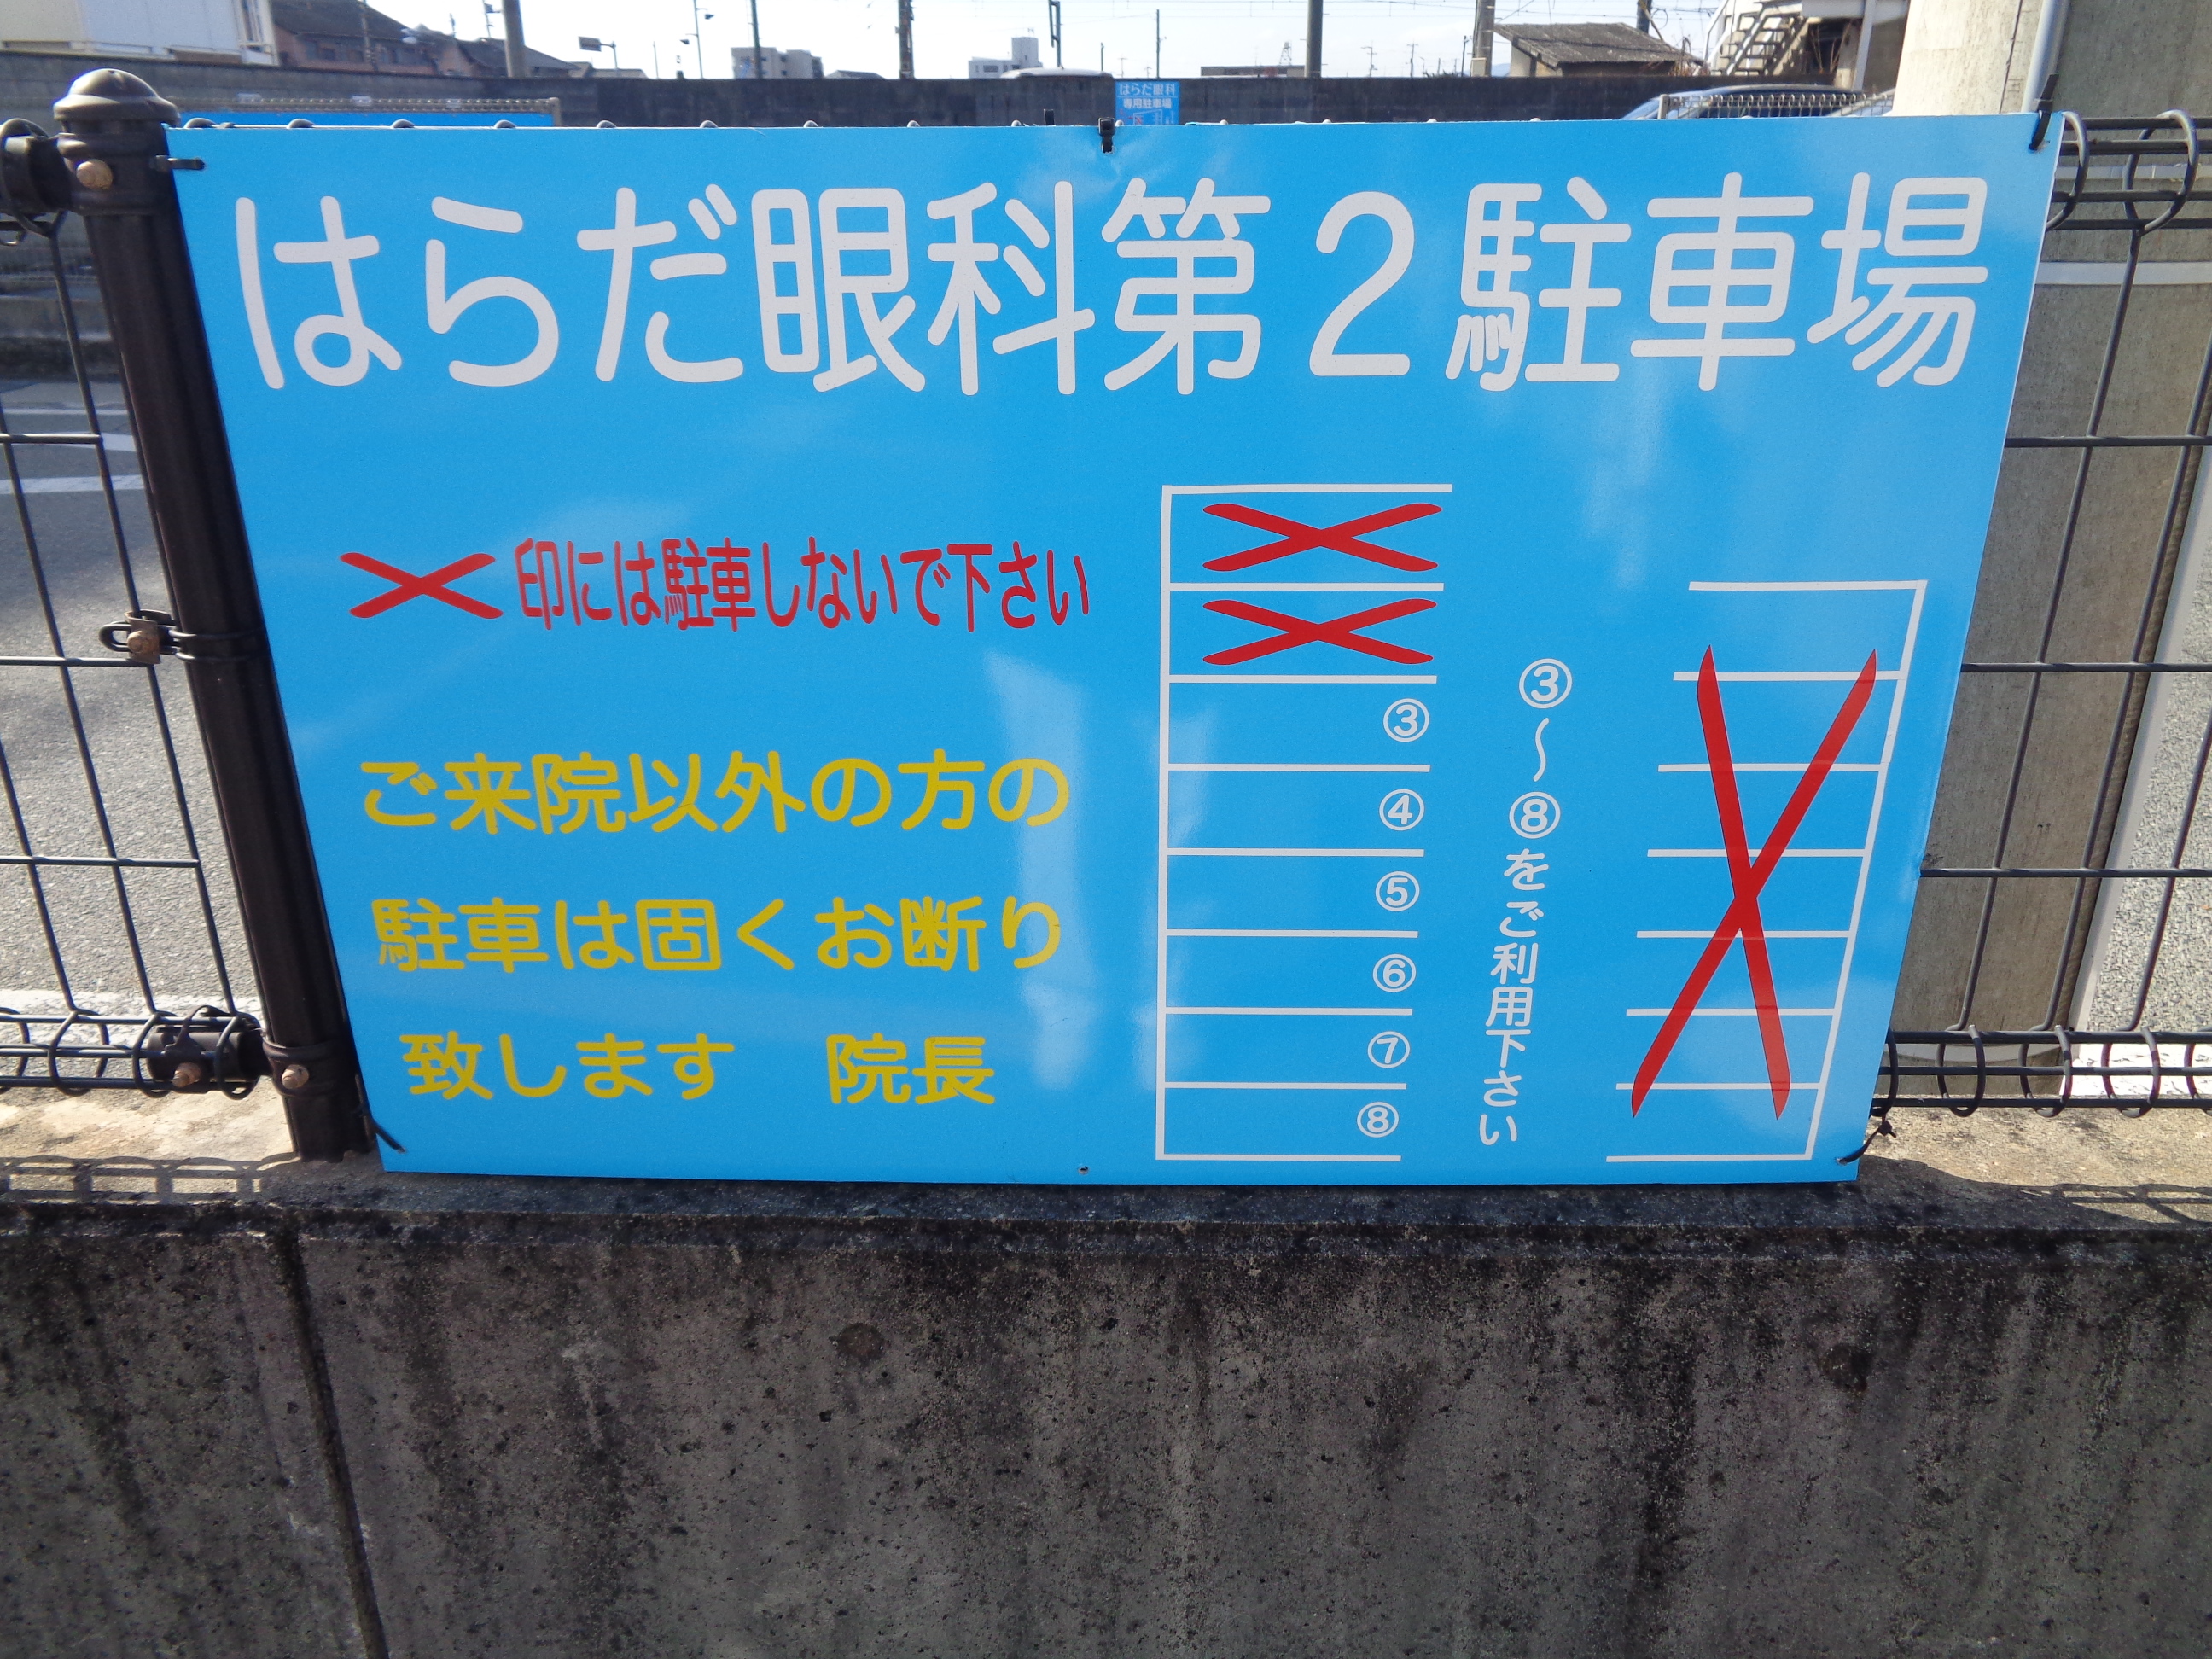 はらだ眼科
専用駐車場
はらだ眼科第２駐車場
×印には駐車しないで下さい
ご来院以外の方の
駐車は固くお断り
致します　院長
③
④
⑤
⑥
⑦
⑧
③～⑧をご利用下さい